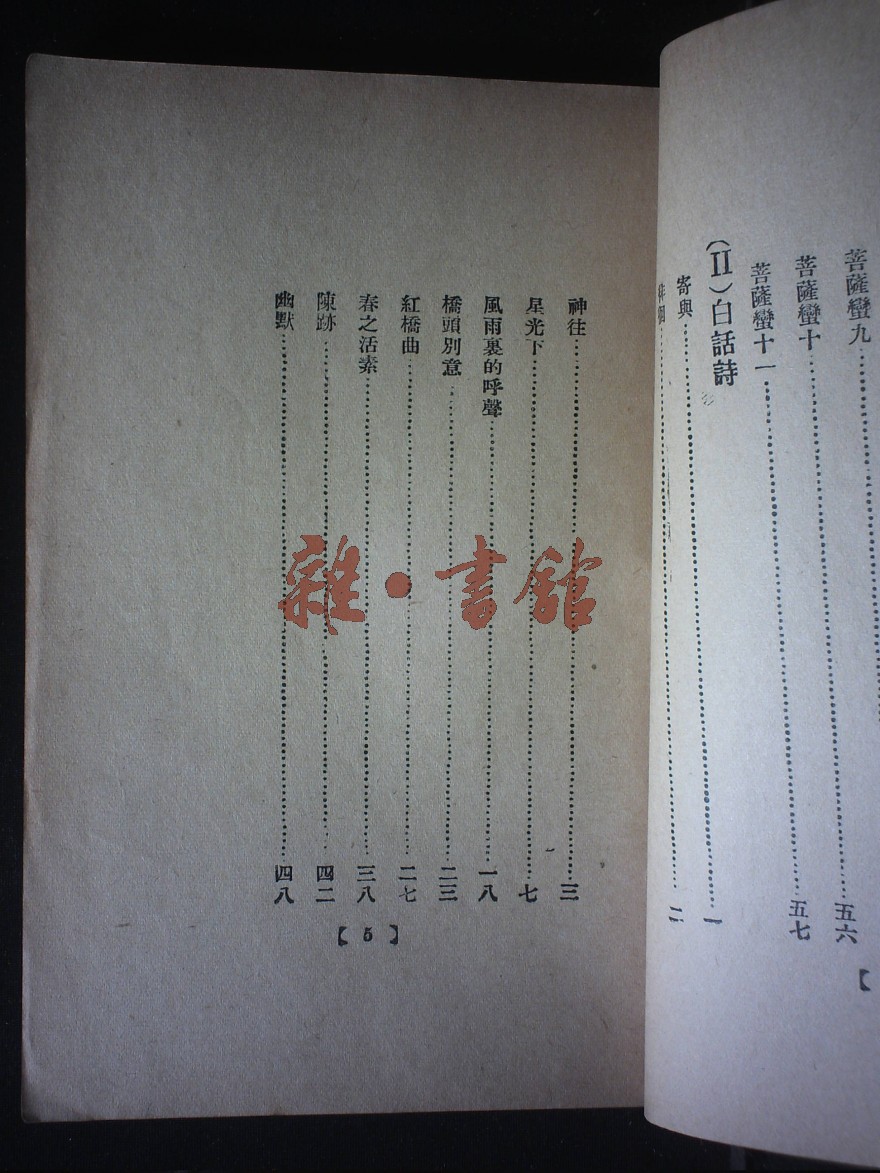 菩薩蠻九……五六
菩薩蠻十……五七
菩薩蠻十一
(II)白話詩
寄與……一
徘徊……二
【
神往……三
星光下……七
風雨裏的呼聲……一八
橋頭別意……二三
紅橋曲……二七
春之活素……三八
陳跡……四二
幽默……四八
【5】
雜·書館